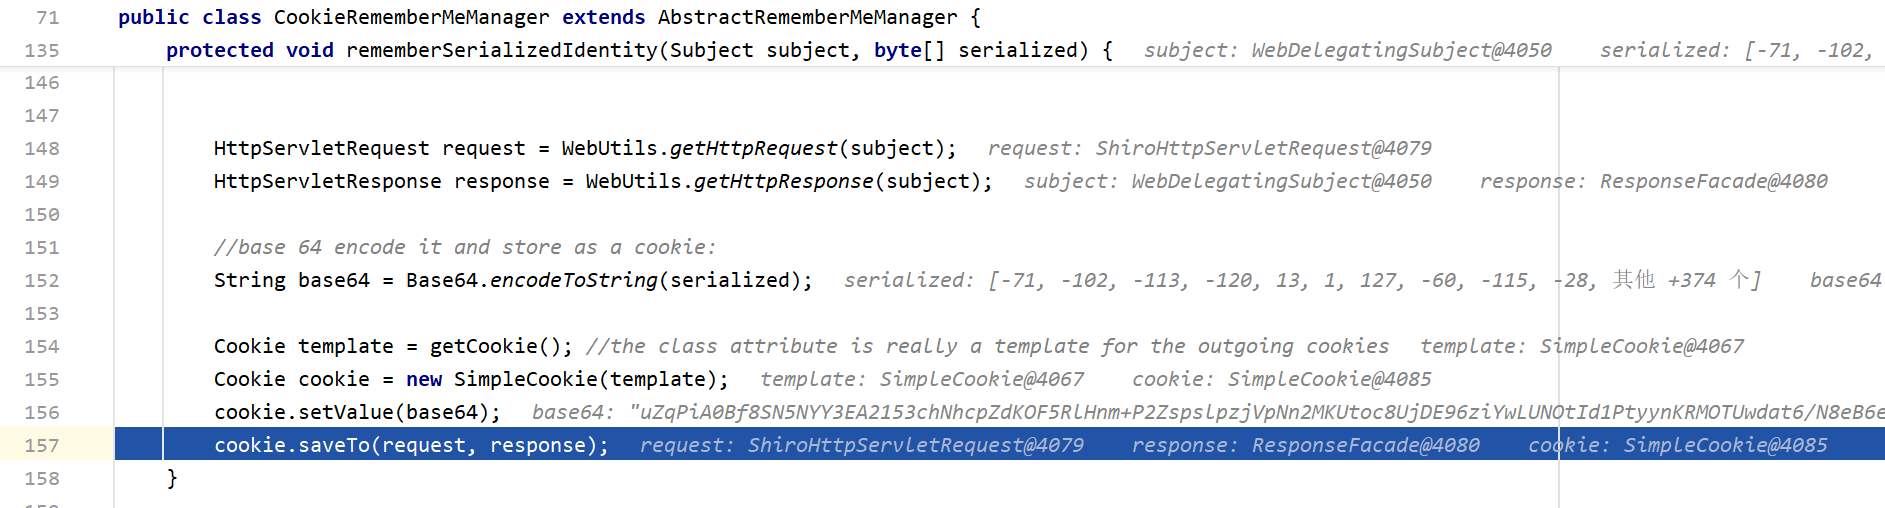 71 public class CookieRememberMeManager extends AbstractRememberMeManager {
135 protected void rememberSerializedIdentity(Subject subject, byte[] serialized) { subject: WebDelegatingSubject@4050 serialized: [-71, -102,
146
147
148 HttpServletRequest request = WebUtils.getHttpRequest(subject); request: ShiroHttpServletRequest@4079
149 HttpServletResponse response = WebUtils.getHttpResponse(subject); subject: WebDelegatingSubject@4050 response: ResponseFacade@4080
150
151 //base 64 encode it and store as a cookie:
152 String base64 = Base64.encodeToString(serialized); serialized: [-71, -102, -113, -120, 13, 1, 127, -60, -115, -28, 其他 +374 个] base64
153
154 Cookie template = getCookie(); //the class attribute is really a template for the outgoing cookies template: SimpleCookie@4067
155 Cookie cookie = new SimpleCookie(template); template: SimpleCookie@4067 cookie: SimpleCookie@4085
156 cookie.setValue(base64); base64: "uZqPiA0Bf8SN5NYY3EA2153chNhcpZdKOF5RlHnm+P2ZspslpzjVpNn2MKUtoc8UjDE96ziYwLUNOtId1PtyynKRMOTUwdat6/N8eB6e
157 cookie.saveTo(request, response); request: ShiroHttpServletRequest@4079 response: ResponseFacade@4080 cookie: SimpleCookie@4085
158 }